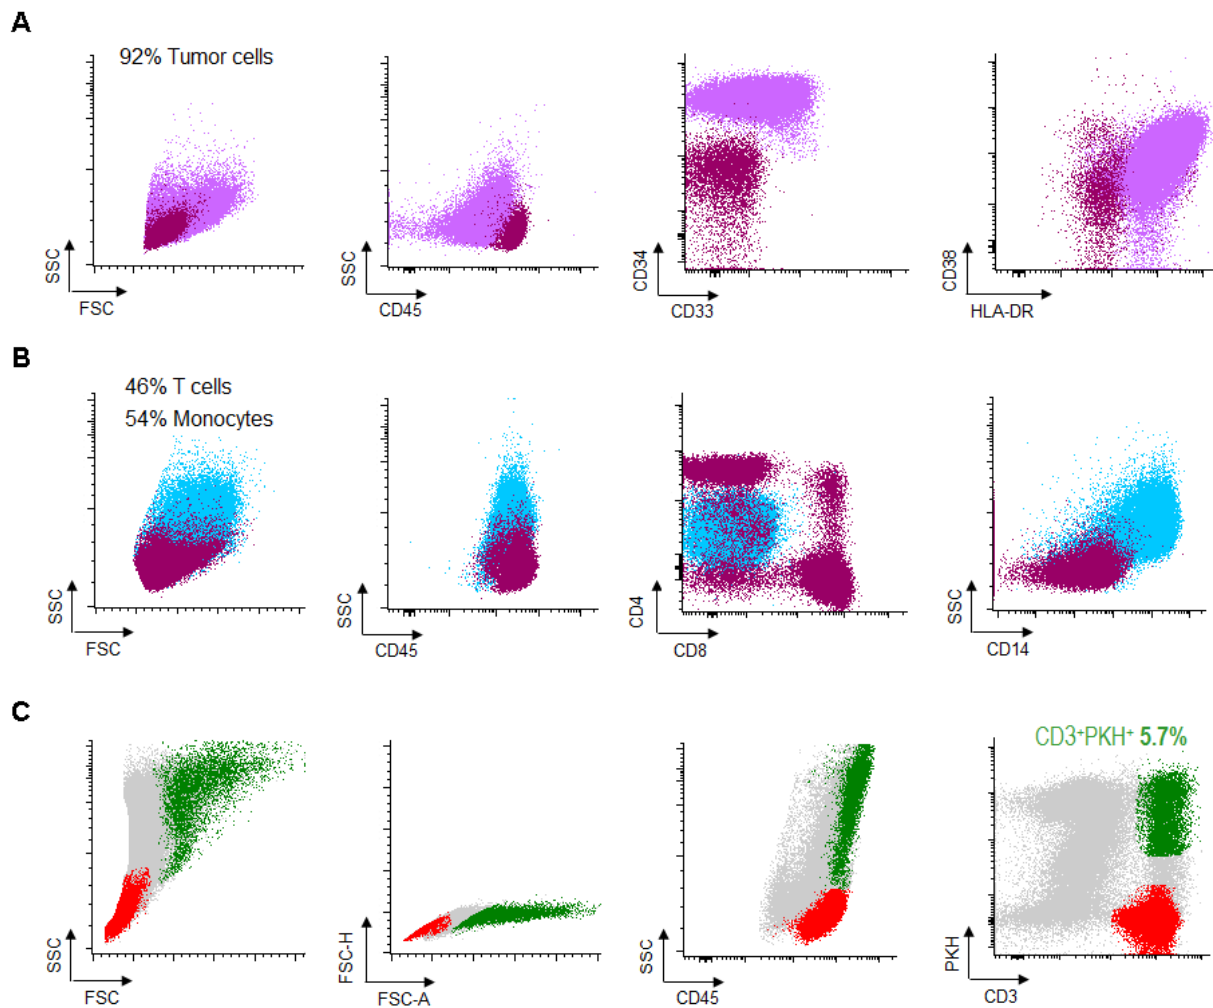 A
92% Tumor cells
SSC
FSC
SSC
CD45
CD34
CD33
CD38
HLA-DR
B
46% T cells
54% Monocytes
SSC
FSC
SSC
CD45
CD4
CD8
SSC
CD14
C
CD3⁺PKH⁺ 5.7%
SSC
FSC
FSC-H
FSC-A
SSC
CD45
PKH
CD3